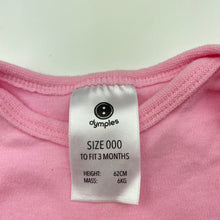 dymples
SIZE 000
TO FIT 3 MONTHS
HEIGHT: 62CM
MASS: 6KG